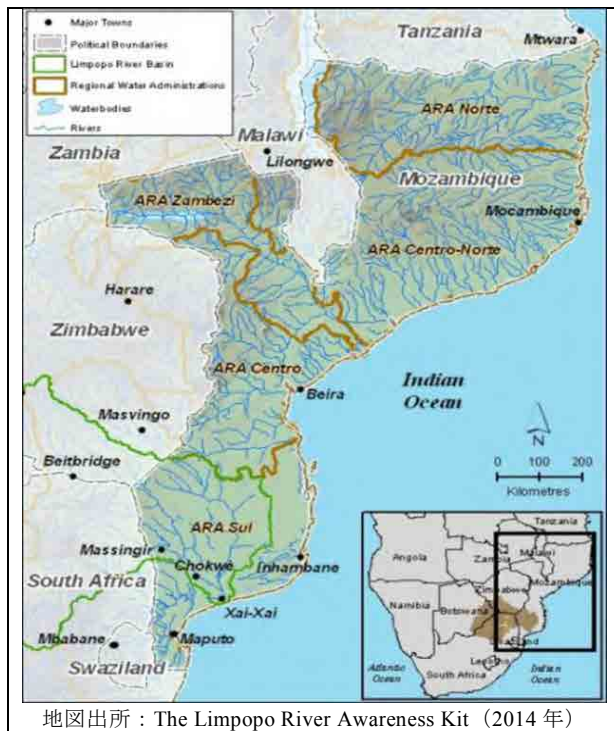 Major Towns
Political Boundaries
Limpopo River Basin
Regional Water Administrations
Waterbodies
Rivers
Tanzania
Mtwara
ARA Norte
Malawi
Zambia
Lilongwe
Mozambique
ARA Zambezi
Mocambique
ARA Centro-Norte
Harare
Zimbabwe
ARA Centro
Indian
Ocean
Beira
Masvingo
N
Beitbridge
0 100 200
Kilometres
ARA Sul
Massingir
Chokwè
Inhambane
South Africa
Xai-Xai
Mbabane
Maputo
Swaziland
Tanzania
Angola
Zambia
Malawi
Mozambique
Zimbabwe
Namibia
Botswana
Swaziland
Lesotho
South Africa
Atlantic
Ocean
Indian
Ocean
地図出所：The Limpopo River Awareness Kit（2014 年）